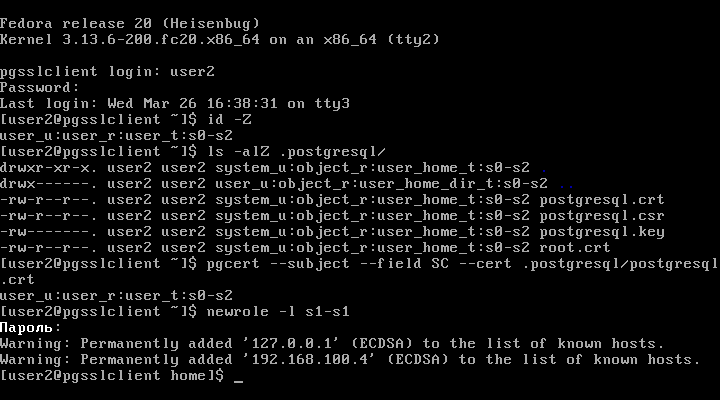 Fedora release 20 (Heisenbug)
Kernel 3.13.6-200.fc20.x86_64 on an x86_64 (tty2)
pgsslclient login: user2
Password:
Last login: Wed Mar 26 16:38:31 on tty3
[user2@pgsslclient ~]$ id -Z
user_u:user_r:user_t:s0-s2
[user2@pgsslclient ~]$ ls -alZ .postgresql/
drwxr-xr-x. user2 user2 system_u:object_r:user_home_t:s0-s2 .
drwx------. user2 user2 user_u:object_r:user_home_dir_t:s0-s2 ..
-rw-r--r--. user2 user2 system_u:object_r:user_home_t:s0-s2 postgresql.crt
-rw-r--r--. user2 user2 system_u:object_r:user_home_t:s0-s2 postgresql.csr
-rw-------. user2 user2 system_u:object_r:user_home_t:s0-s2 postgresql.key
-rw-r--r--. user2 user2 system_u:object_r:user_home_t:s0-s2 root.crt
[user2@pgsslclient ~]$ pgcert --subject --field SC --cert .postgresql/postgresql
.crt
user_u:user_r:user_t:s0-s2
[user2@pgsslclient ~]$ newrole -l s1-s1
Пароль:
Warning: Permanently added '127.0.0.1' (ECDSA) to the list of known hosts.
Warning: Permanently added '192.168.100.4' (ECDSA) to the list of known hosts.
[user2@pgsslclient home]$ _